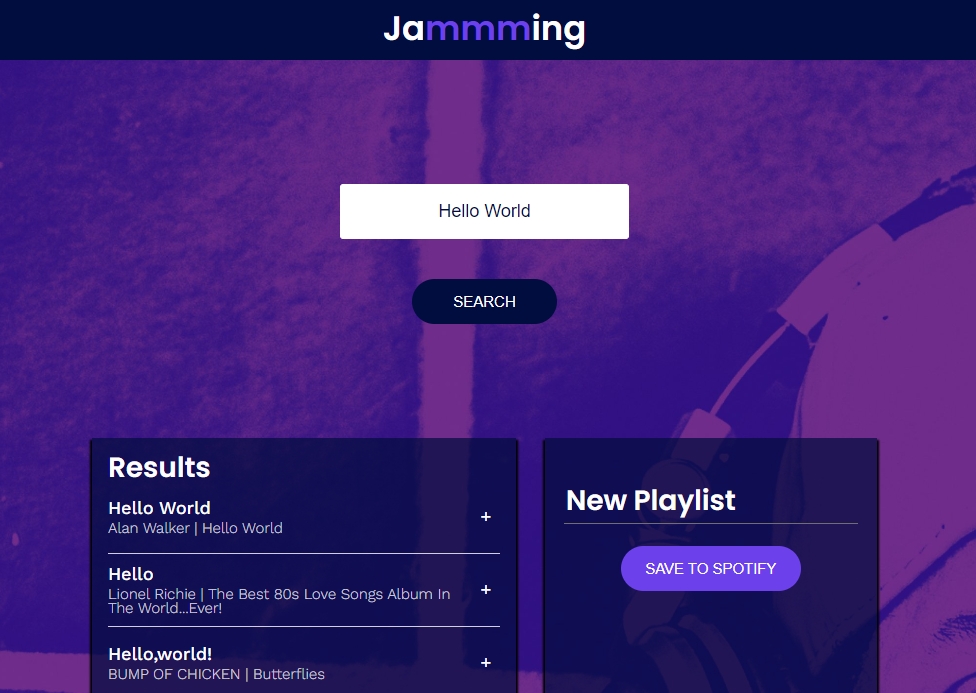 Jammming
Hello World
SEARCH
Results
Hello World
Alan Walker | Hello World
+
Hello
Lionel Richie | The Best 80s Love Songs Album In
The World...Ever!
+
Hello,world!
BUMP OF CHICKEN | Butterflies
+
New Playlist
SAVE TO SPOTIFY